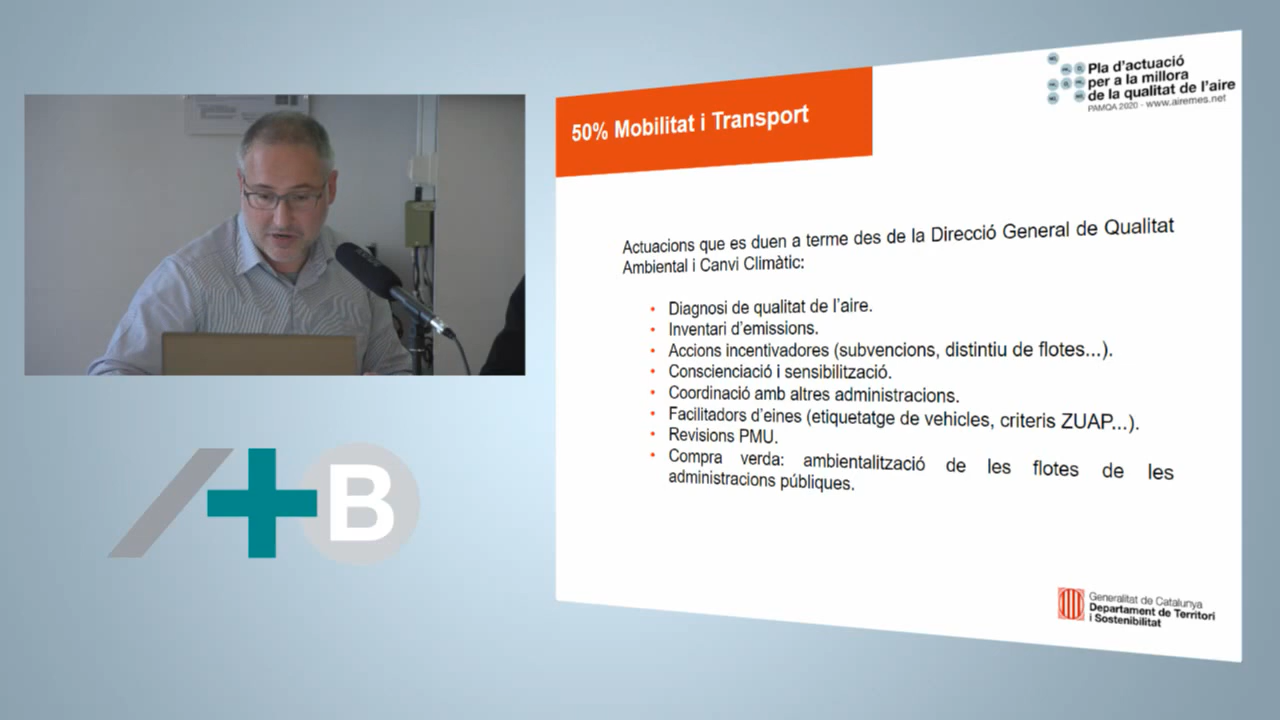 50% Mobilitat i Transport
Pla d'actuació
per a la millora
de la qualitat de l'aire
PAMQA 2020 - www.airemes.net
Actuacions que es duen a terme des de la Direcció General de Qualitat
Ambiental i Canvi Climàtic:
• Diagnosi de qualitat de l'aire.
• Inventari d'emissions.
• Accions incentivadores (subvencions, distintiu de flotes...).
• Conscienciació i sensibilització.
• Coordinació amb altres administracions.
• Facilitadors d'eines (etiquetatge de vehicles, criteris ZUAP...).
• Revisions PMU.
• Compra verda: ambientalització de les flotes de les
administracions públiques.
B
Generalitat de Catalunya
Departament de Territori
i Sostenibilitat